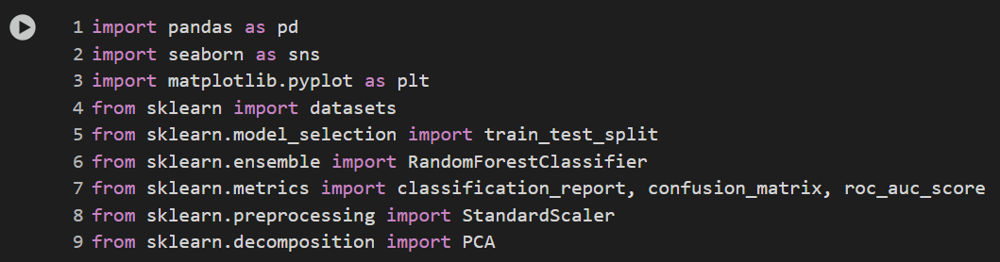 1 import pandas as pd
2 import seaborn as sns
3 import matplotlib.pyplot as plt
4 from sklearn import datasets
5 from sklearn.model_selection import train_test_split
6 from sklearn.ensemble import RandomForestClassifier
7 from sklearn.metrics import classification_report, confusion_matrix, roc_auc_score
8 from sklearn.preprocessing import StandardScaler
9 from sklearn.decomposition import PCA